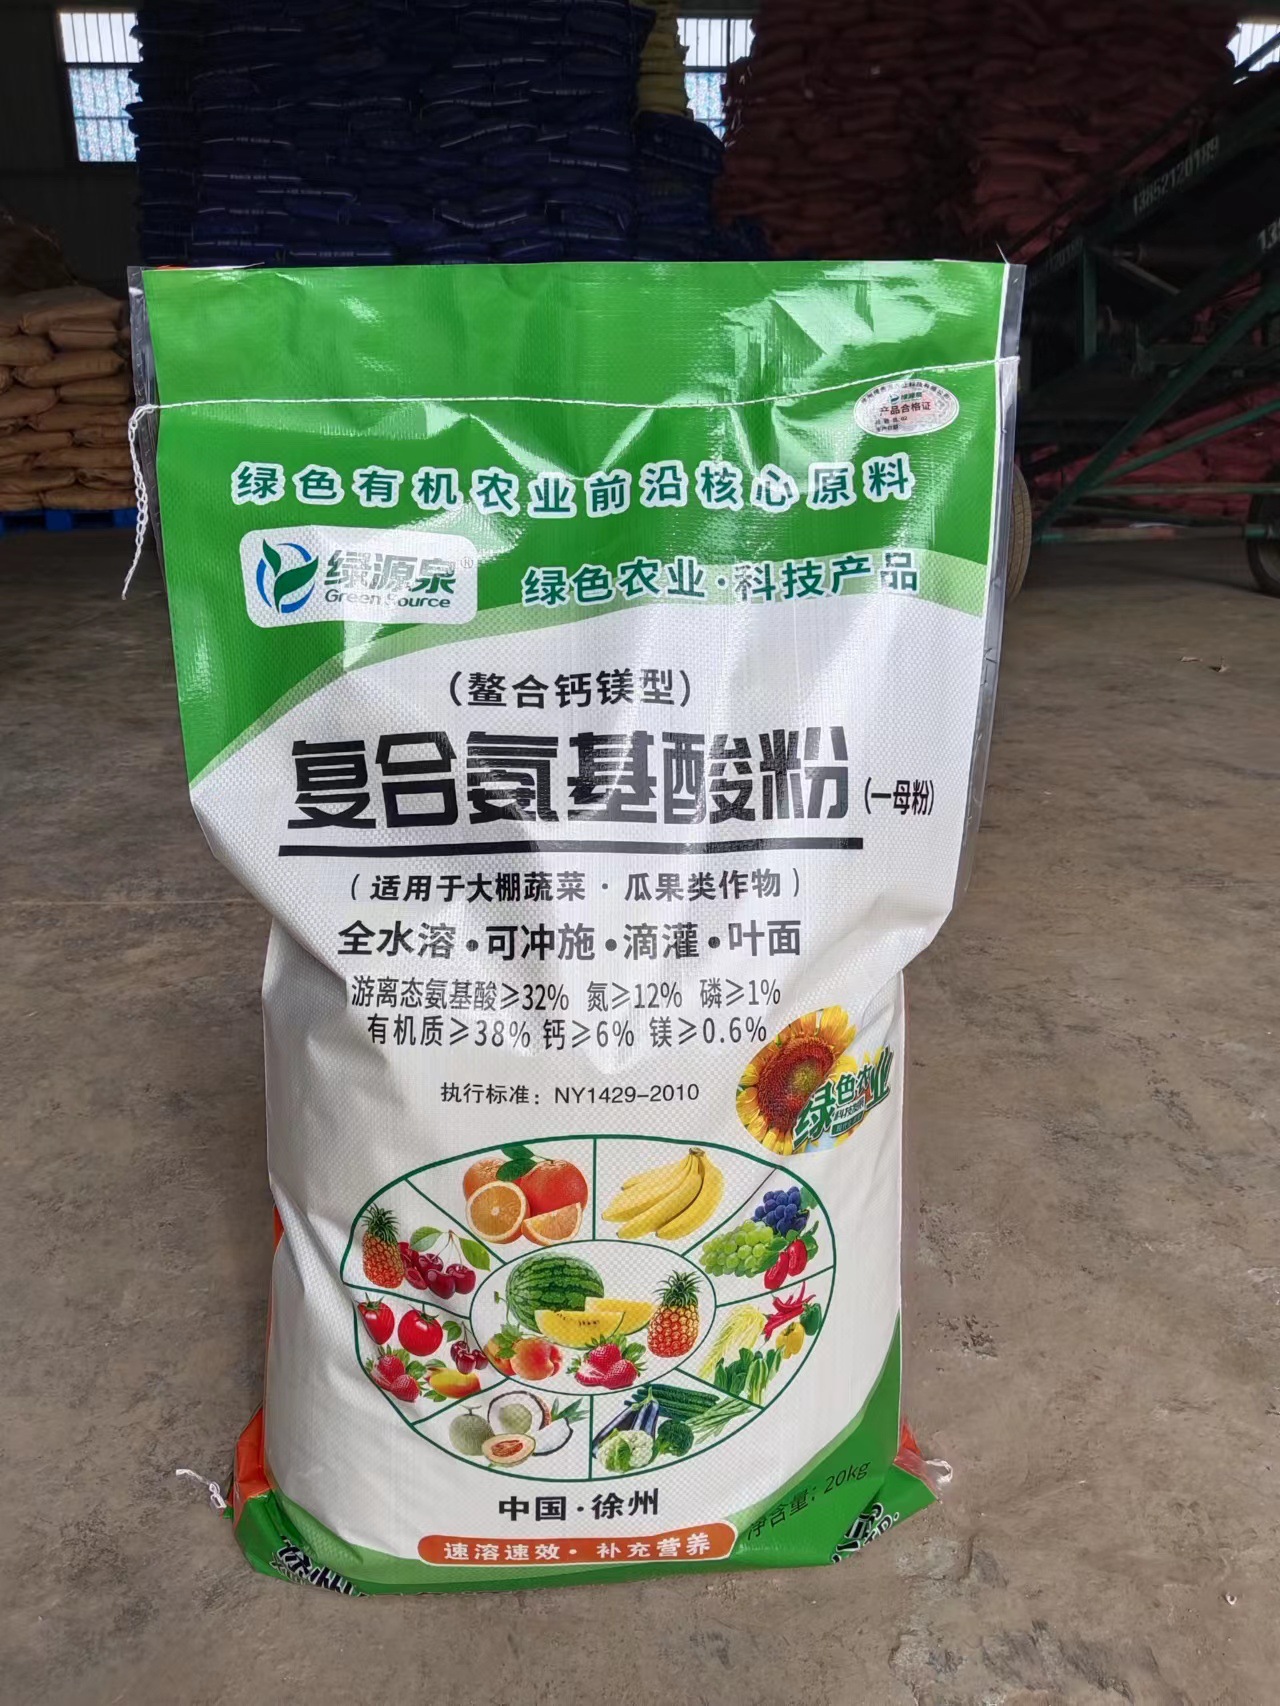 13852120189
产品合格证
绿色有机农业前沿核心原料
绿源泉®
Green Source
绿色农业·科技产品
（螯合钙镁型）
复合氨基酸粉（一母粉）
（适用于大棚蔬菜·瓜果类作物）
全水溶·可冲施·滴灌·叶面
游离态氨基酸≥32% 氮≥12% 磷≥1%
有机质≥38% 钙≥6% 镁≥0.6%
执行标准：NY1429-2010
绿色农业
中国·徐州
净含量：20kg
速溶速效·补充营养
徐州